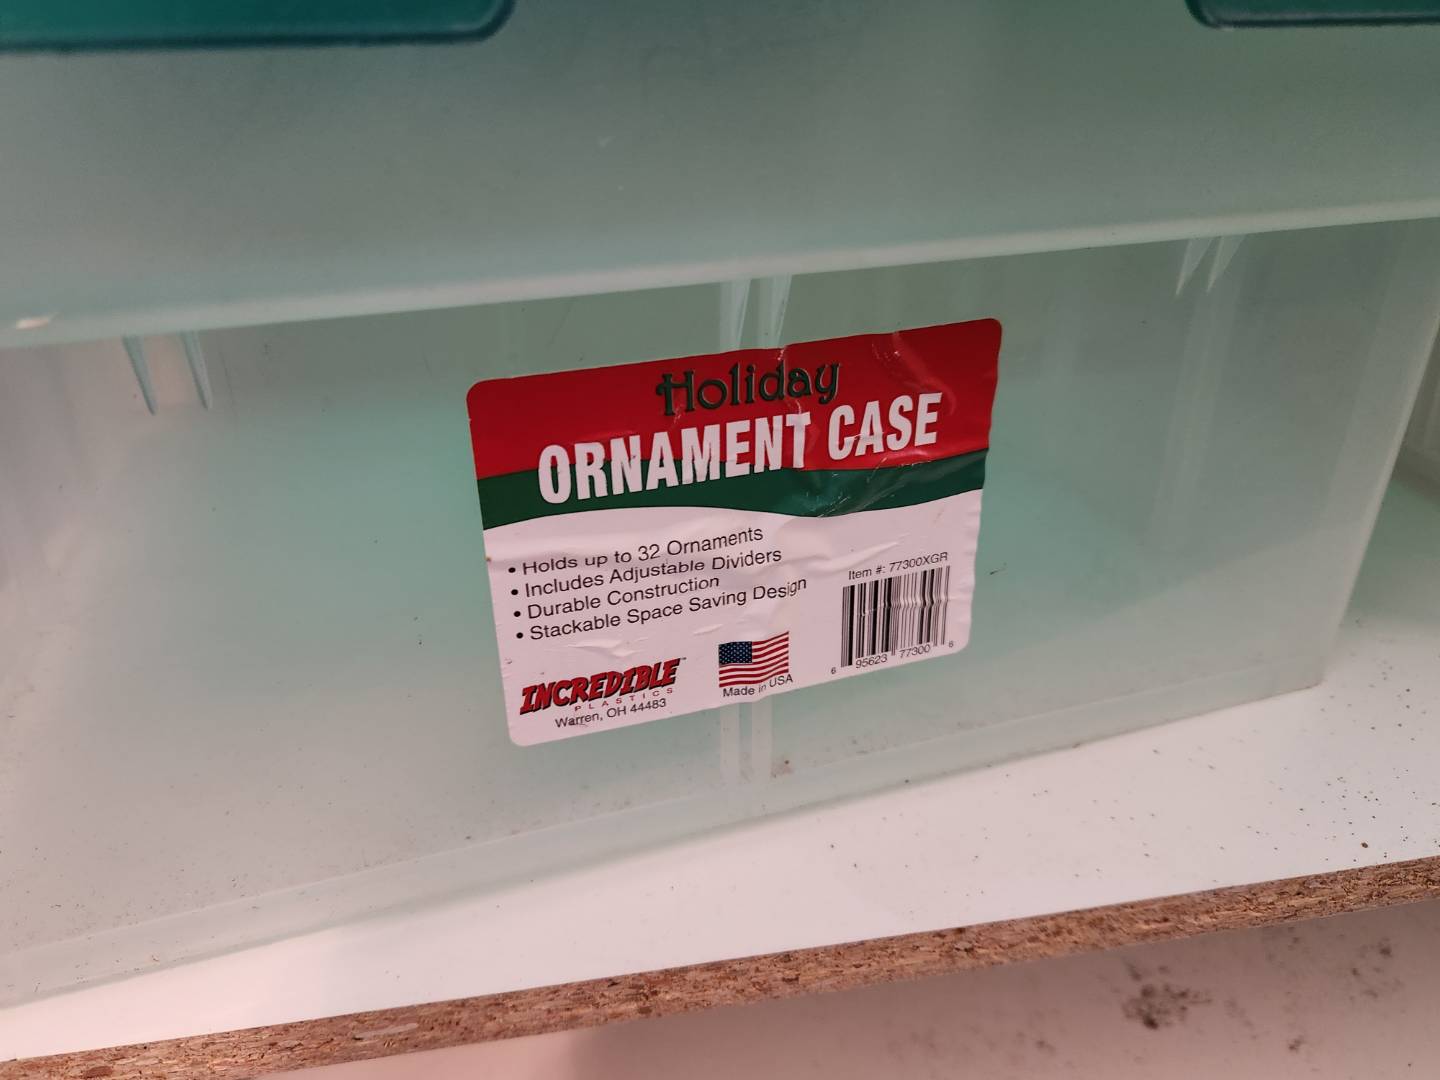 Holiday
ORNAMENT CASE
• Holds up to 32 Ornaments
• Includes Adjustable Dividers
• Durable Construction
• Stackable Space Saving Design
Item #: 77300XGR
6 95623 77300 6
INCREDIBLE
PLASTICS
Warren, OH 44483
Made in USA